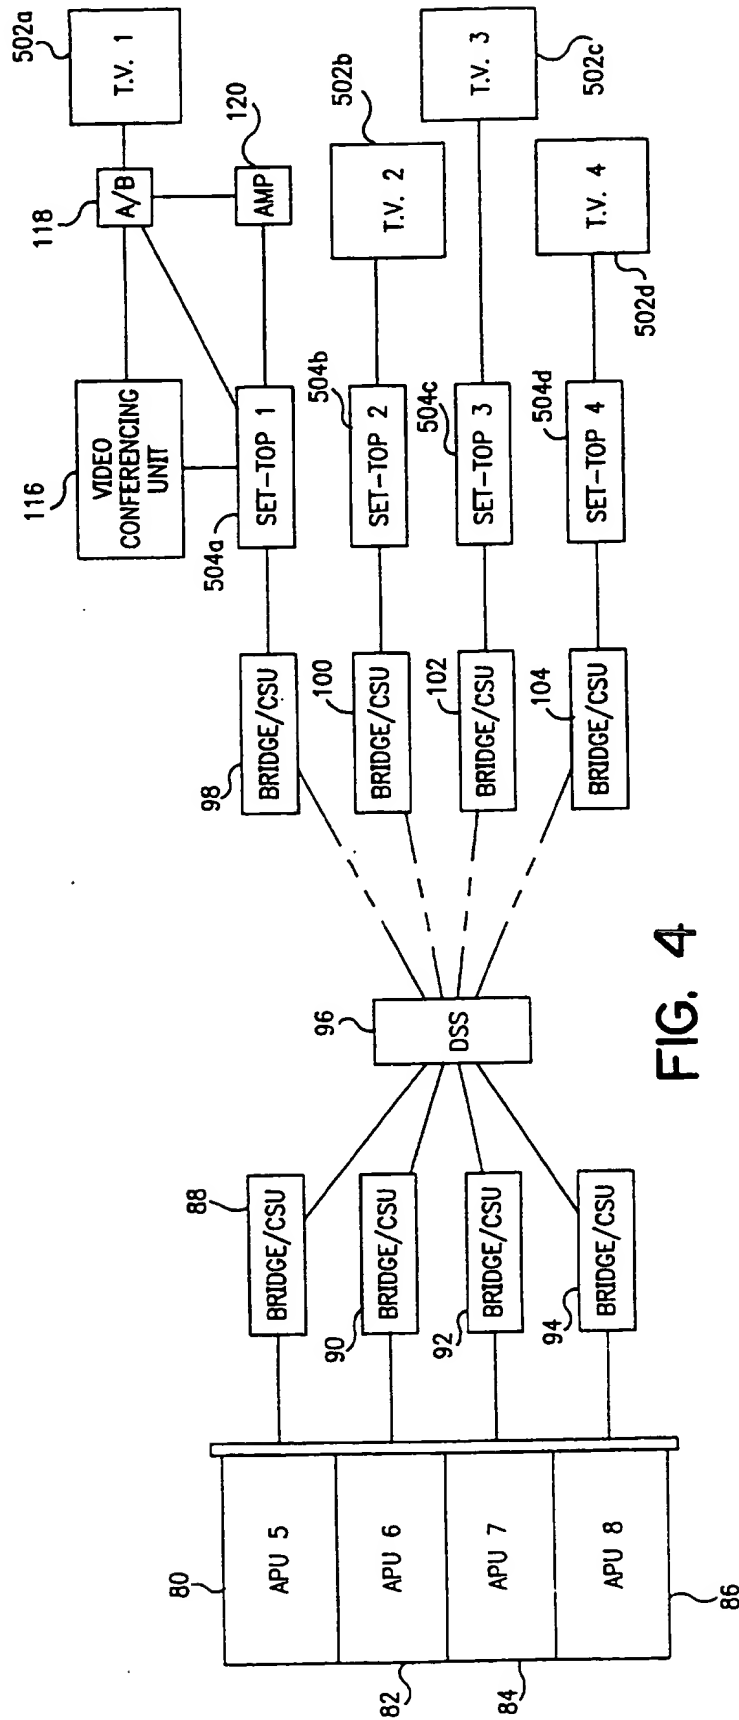 80
APU 5
82
APU 6
84
APU 7
86
APU 8
88
BRIDGE/CSU
90
BRIDGE/CSU
92
BRIDGE/CSU
94
BRIDGE/CSU
96
DSS
98
BRIDGE/CSU
100
BRIDGE/CSU
102
BRIDGE/CSU
104
BRIDGE/CSU
116
VIDEO
CONFERENCING
UNIT
504a
SET-TOP 1
504b
SET-TOP 2
504c
SET-TOP 3
504d
SET-TOP 4
118
A/B
120
AMP
502a
T.V. 1
502b
T.V. 2
T.V. 3
502c
T.V. 4
502d
FIG. 4